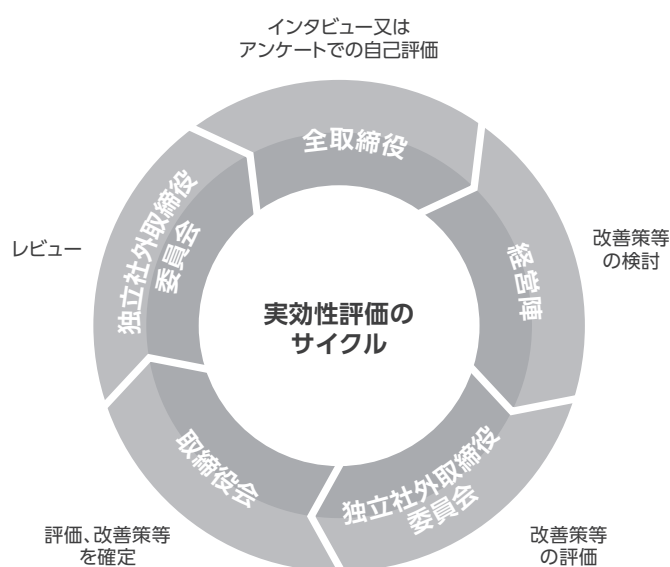 インタビュー又は
アンケートでの自己評価
全取締役
経営陣
改善策等
の検討
独立社外取締役
委員会
改善策等
の評価
取締役会
評価、改善策等
を確定
独立社外取締役
委員会
レビュー
実効性評価の
サイクル